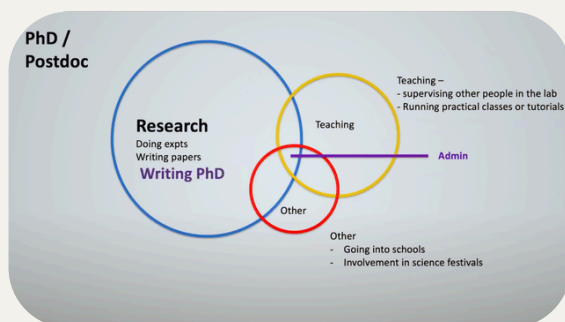 PhD /
Postdoc
Teaching –
- supervising other people in the lab
- Running practical classes or tutorials
Teaching
Research
Doing expts
Writing papers
Writing PhD
Admin
Other
Other
- Going into schools
- Involvement in science festivals